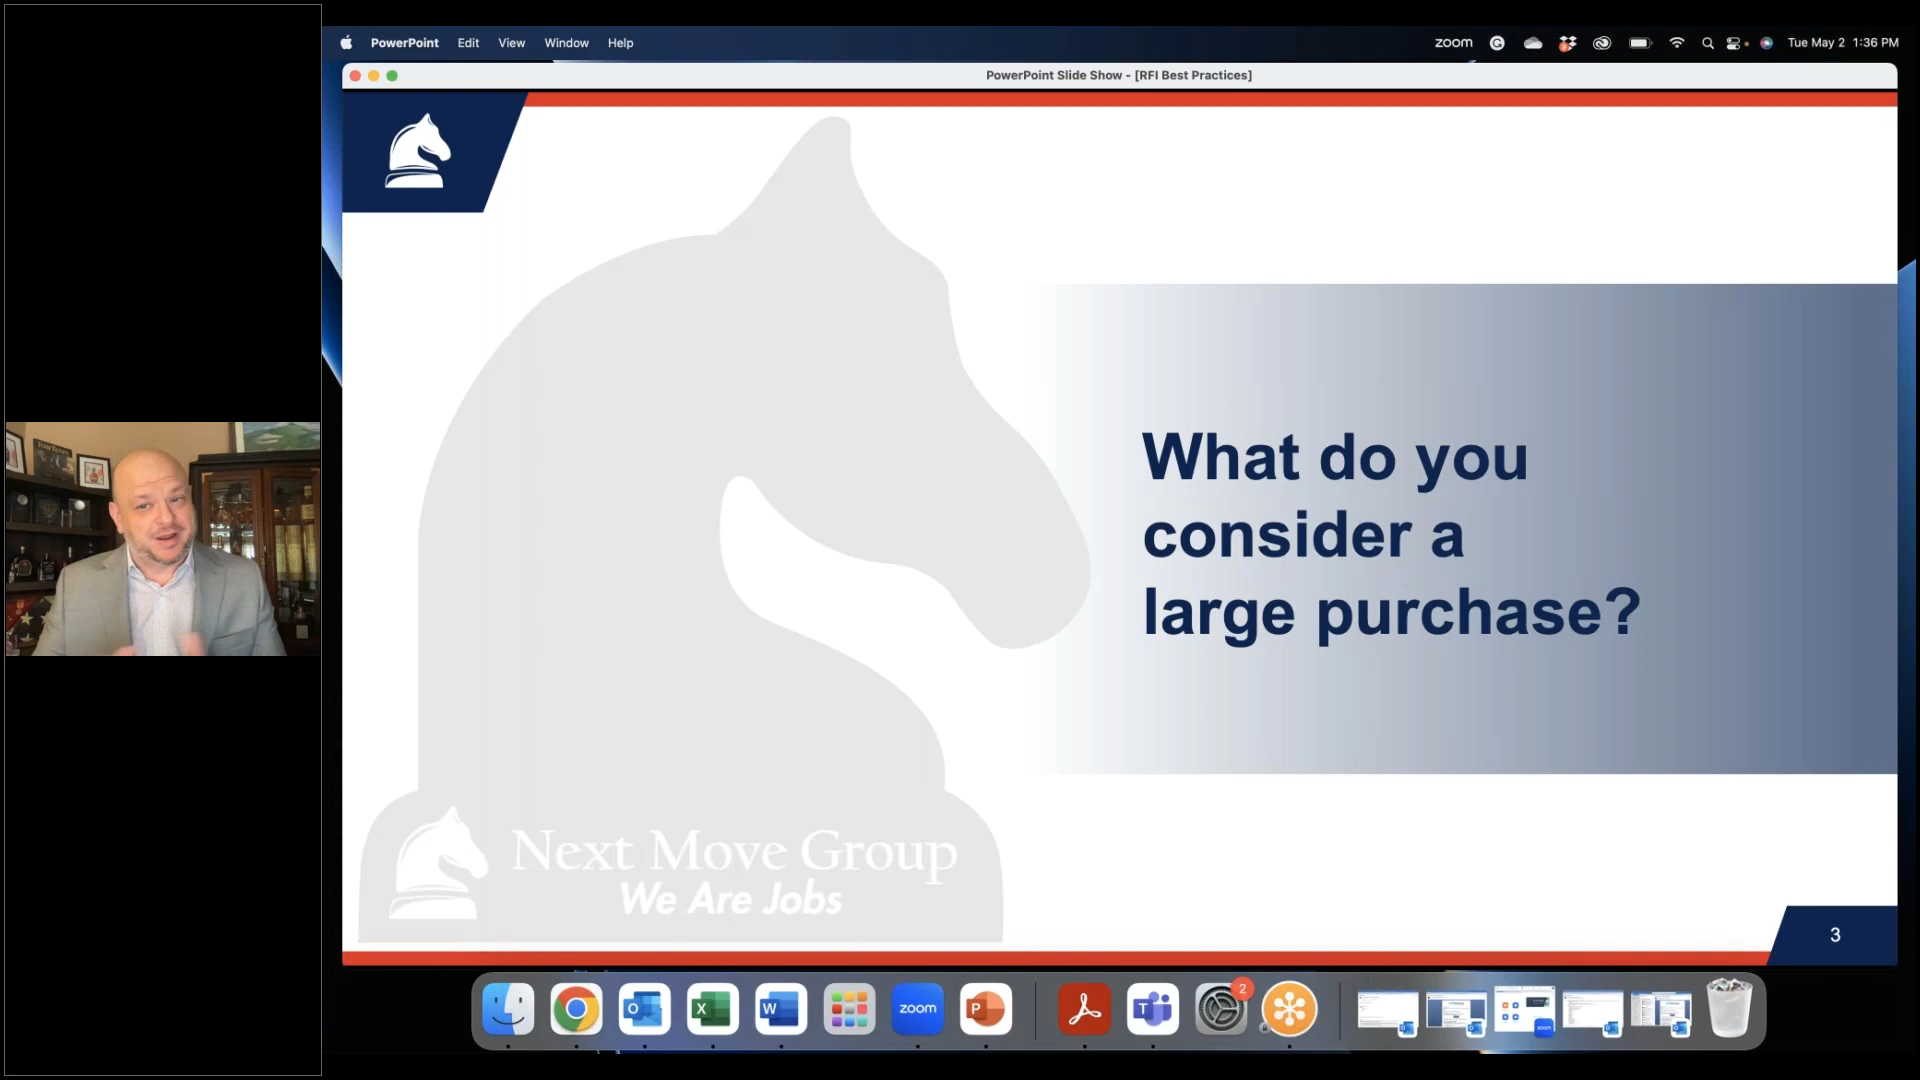 PowerPoint Edit View Window Help
zoom
Tue May 2 1:36 PM
PowerPoint Slide Show - [RFI Best Practices]
What do you
consider a
large purchase?
Next Move Group
We Are Jobs
3
O
X
W
zoom
P
T
2
zoom